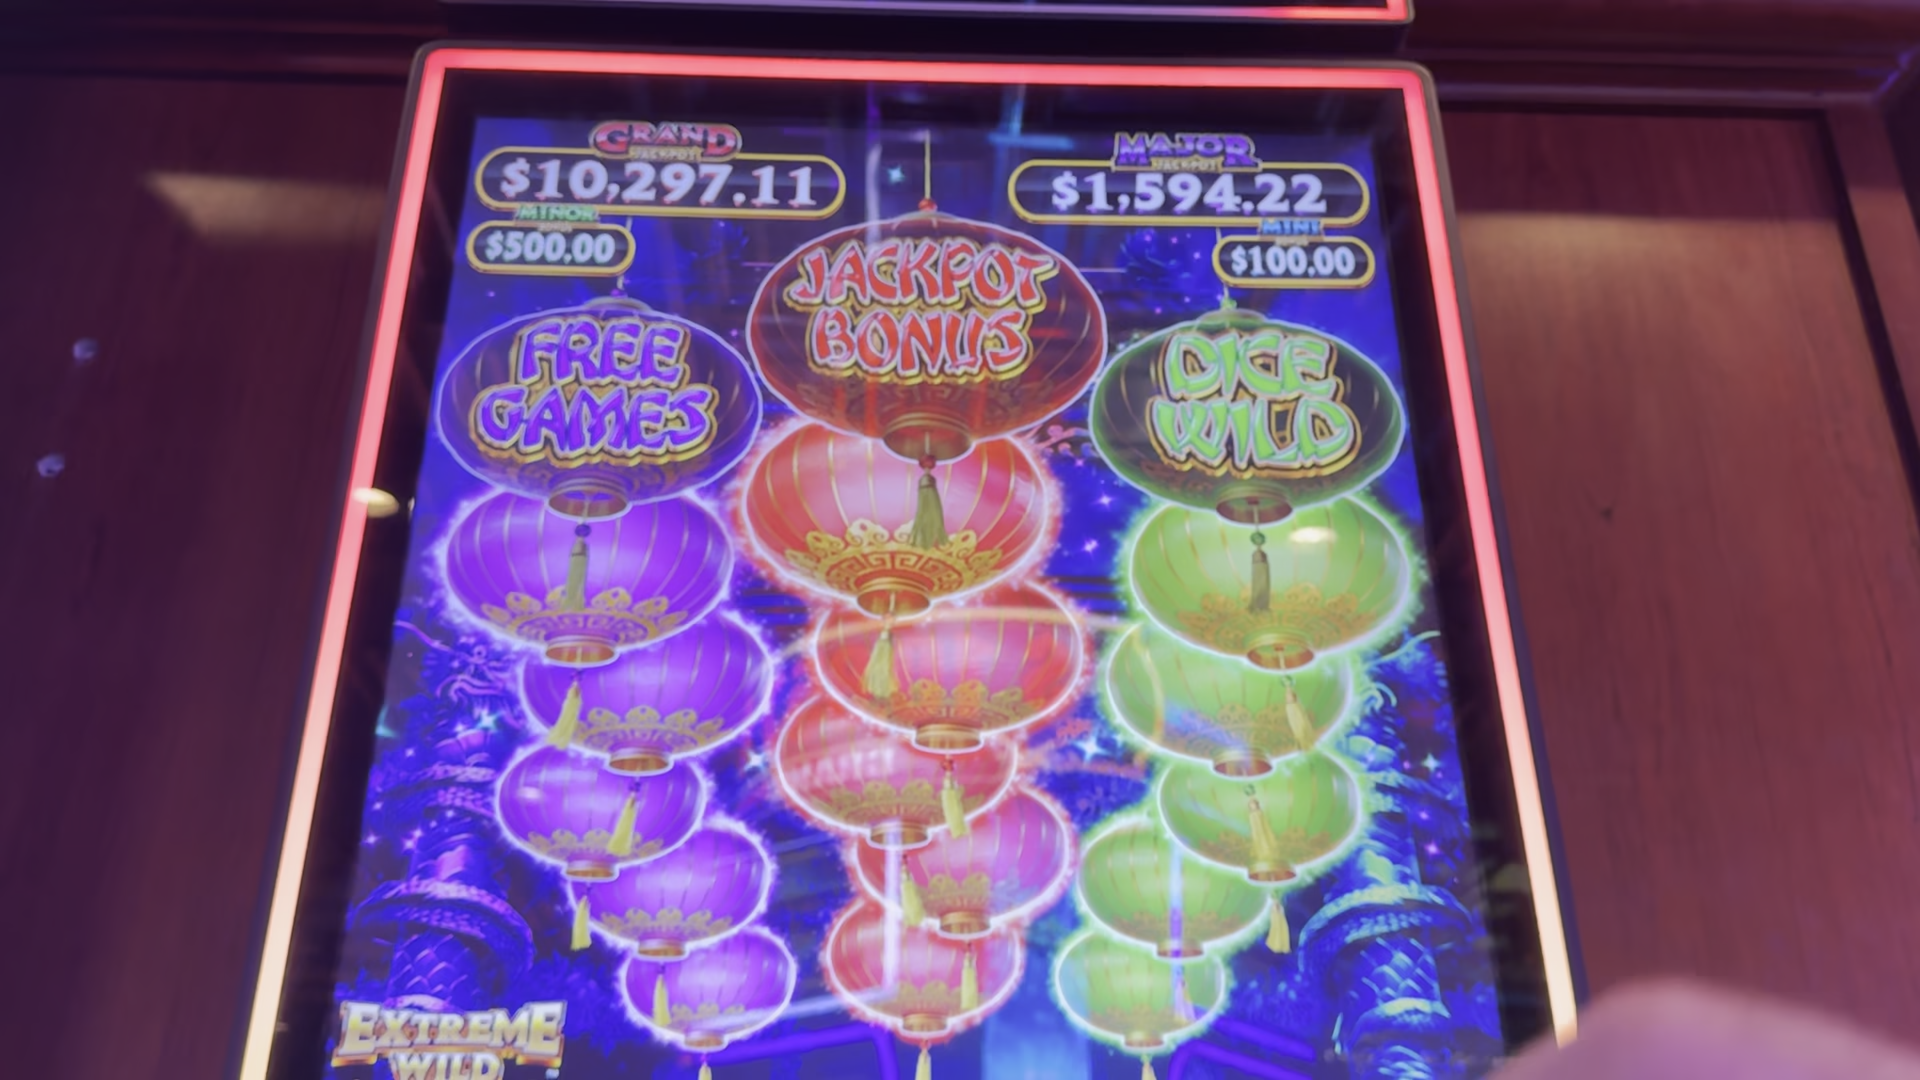 GRAND
JACKPOT
$10,297.11
MAJOR
JACKPOT
$1,594.22
MINOR
$500.00
MINI
$100.00
JACKPOT
BONUS
FREE
GAMES
DICE
WILD
EXTREME
WILD